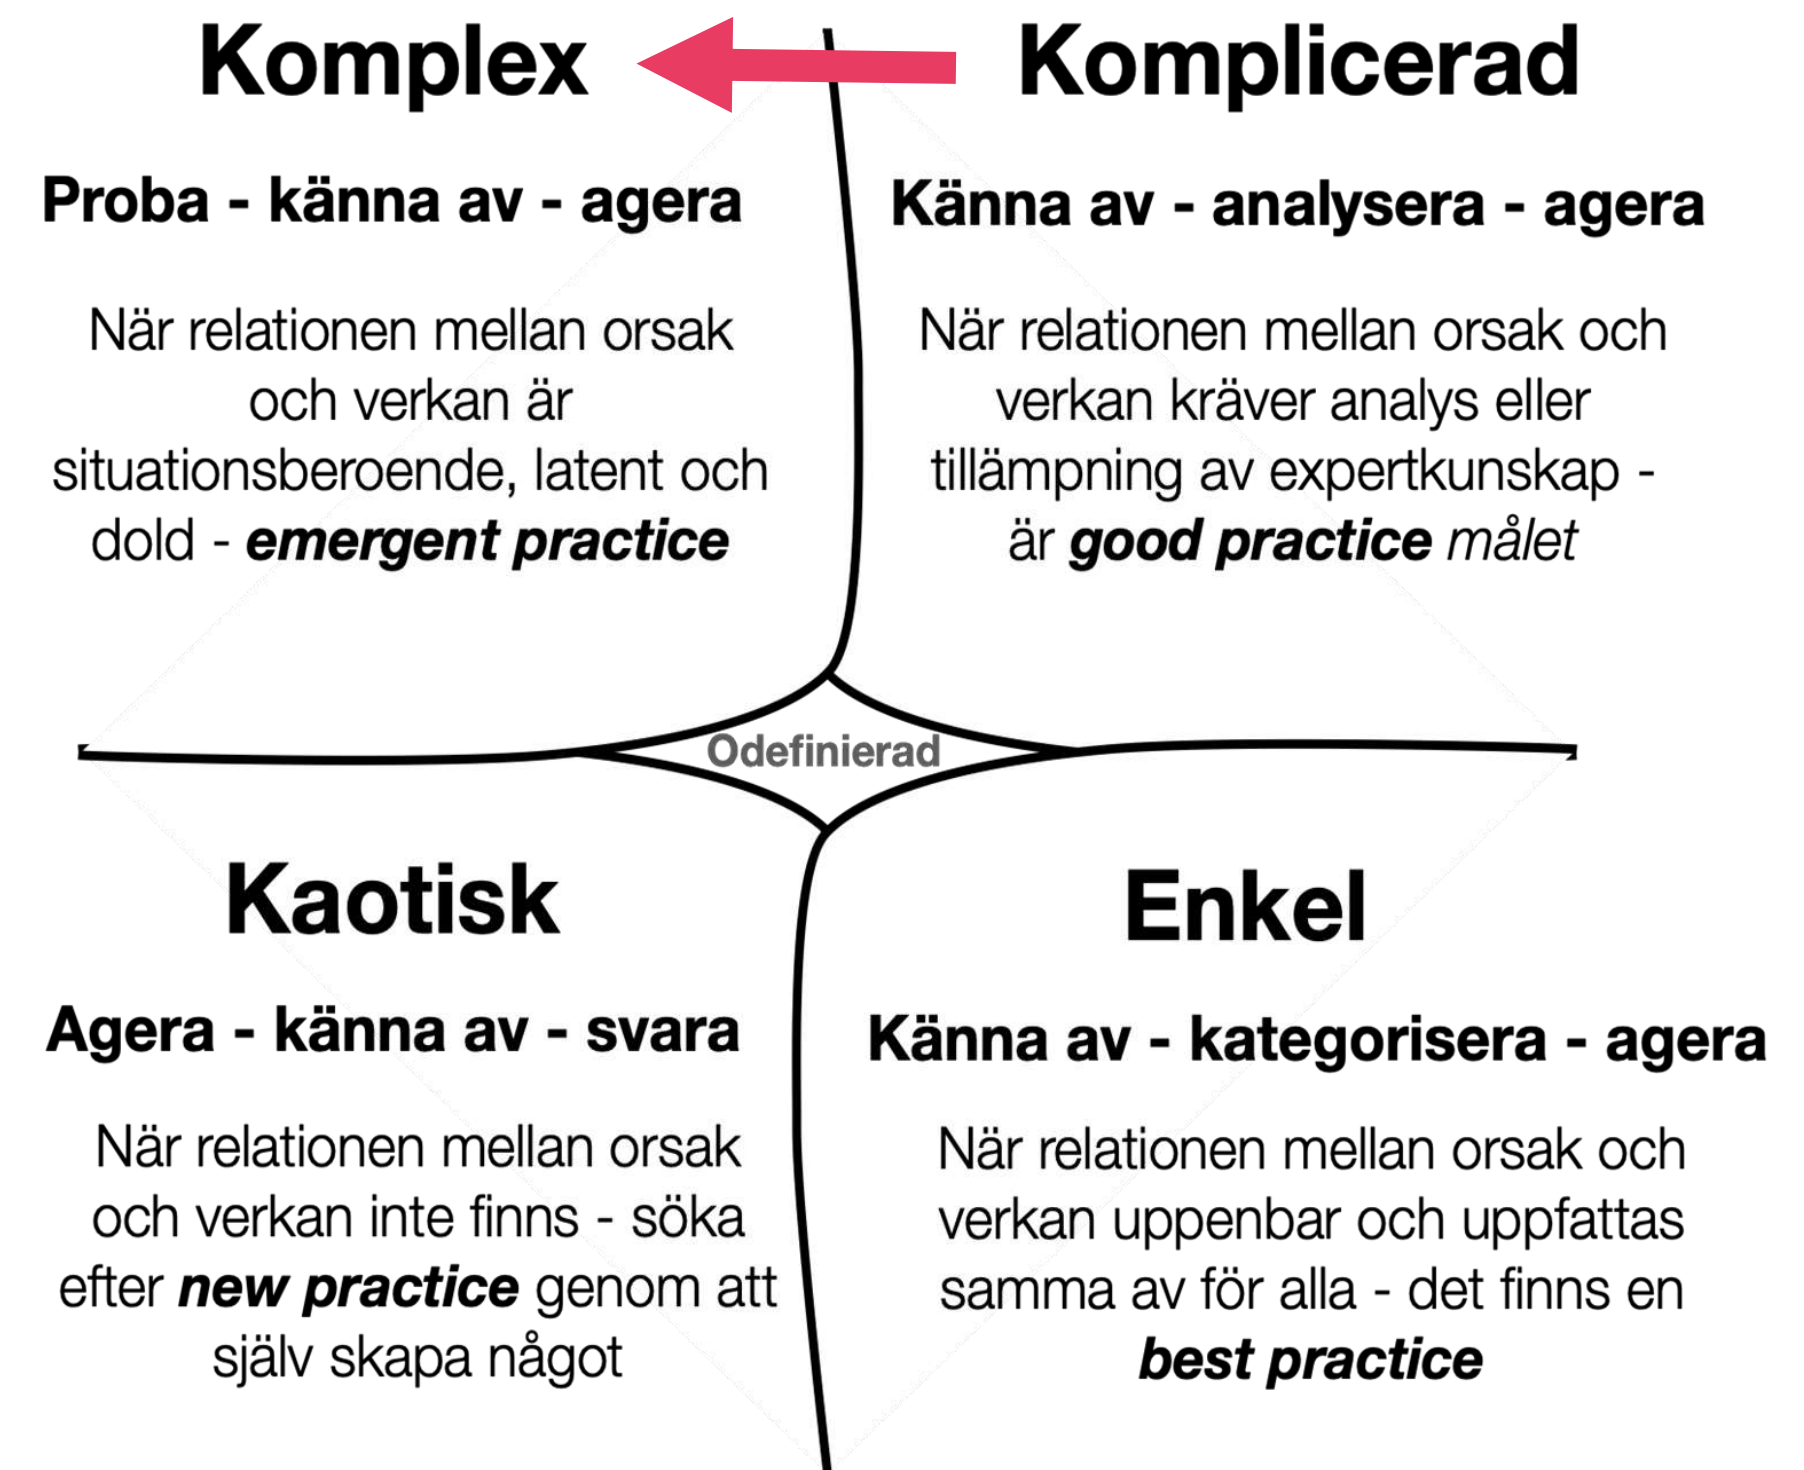 Komplex
Proba - känna av - agera
När relationen mellan orsak
och verkan är
situationsberoende, latent och
dold - emergent practice
Komplicerad
Känna av - analysera - agera
När relationen mellan orsak och
verkan kräver analys eller
tillämpning av expertkunskap -
är good practice målet
Odefinierad
Kaotisk
Agera - känna av - svara
När relationen mellan orsak
och verkan inte finns - söka
efter new practice genom att
själv skapa något
Enkel
Känna av - kategorisera - agera
När relationen mellan orsak och
verkan uppenbar och uppfattas
samma av för alla - det finns en
best practice